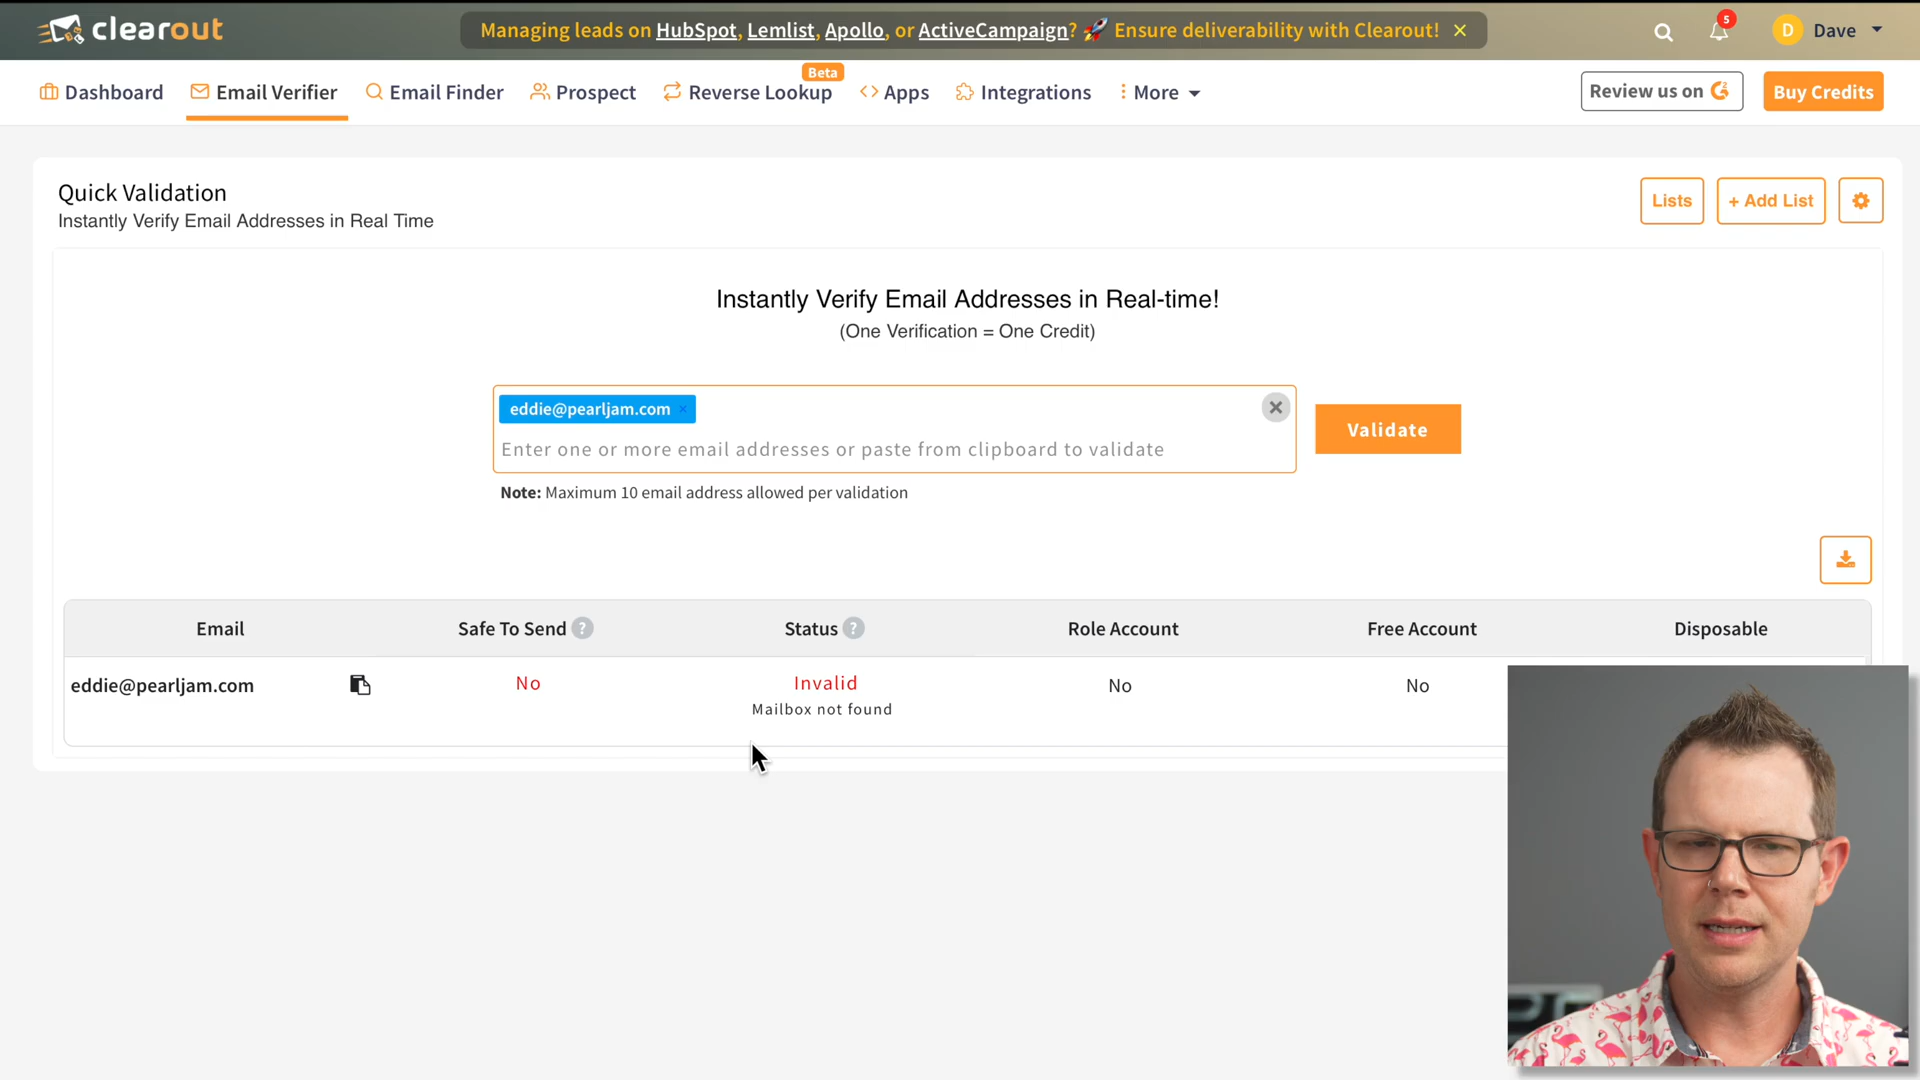 clearout
Managing leads on HubSpot, Lemlist, Apollo, or ActiveCampaign? 🚀 Ensure deliverability with Clearout! ×
5
D Dave
Dashboard
Email Verifier
Email Finder
Prospect
Reverse Lookup
Beta
Apps
Integrations
More
Review us on
Buy Credits
Quick Validation
Instantly Verify Email Addresses in Real Time
Lists
+ Add List
Instantly Verify Email Addresses in Real-time!
(One Verification = One Credit)
eddie@pearljam.com ×
Enter one or more email addresses or paste from clipboard to validate
Validate
Note: Maximum 10 email address allowed per validation
Email
Safe To Send ?
Status ?
Role Account
Free Account
Disposable
eddie@pearljam.com
No
Invalid
Mailbox not found
No
No